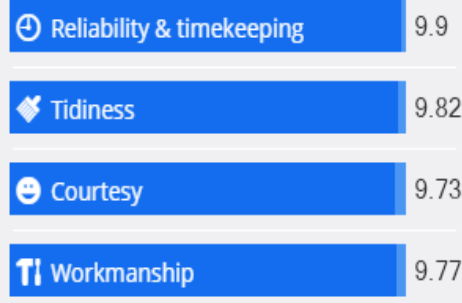 Reliability & timekeeping 9.9
Tidiness 9.82
Courtesy 9.73
Workmanship 9.77